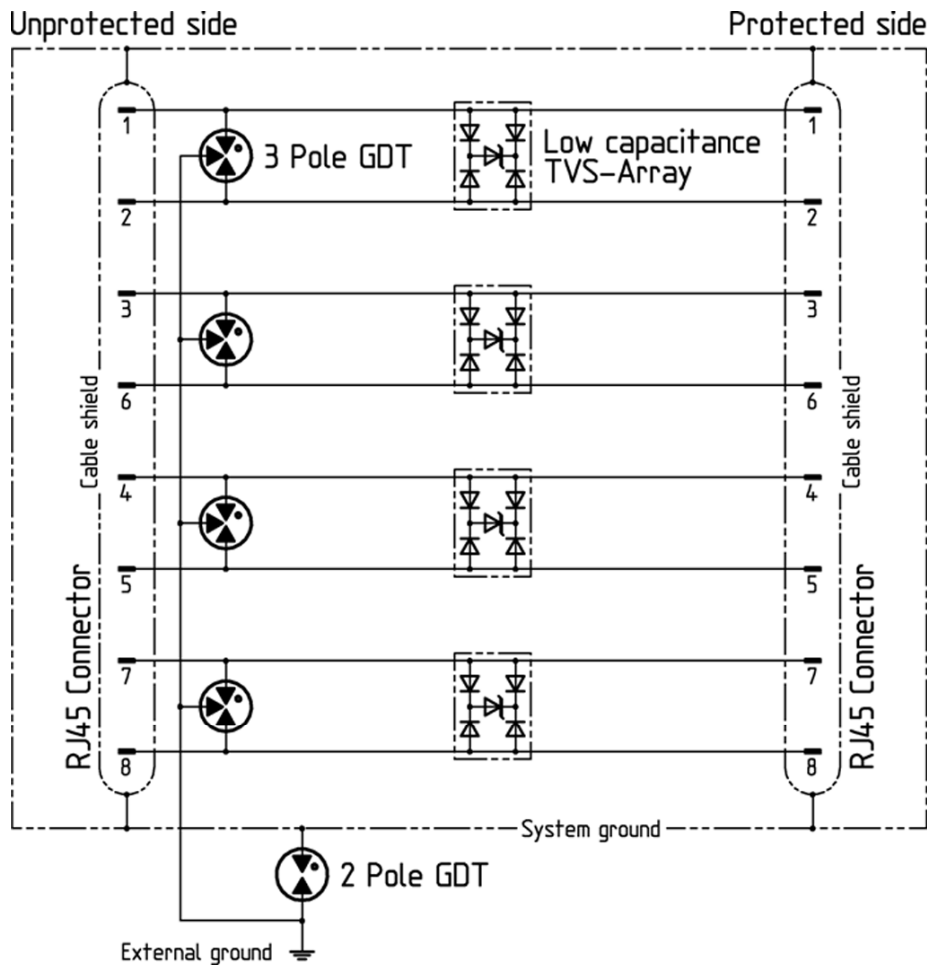 Unprotected side
Protected side
1
1
3 Pole GDT
Low capacitance
TVS-Array
2
2
3
3
Cable shield
Cable shield
6
6
4
4
RJ45 Connector
RJ45 Connector
5
5
7
7
8
8
System ground
2 Pole GDT
External ground